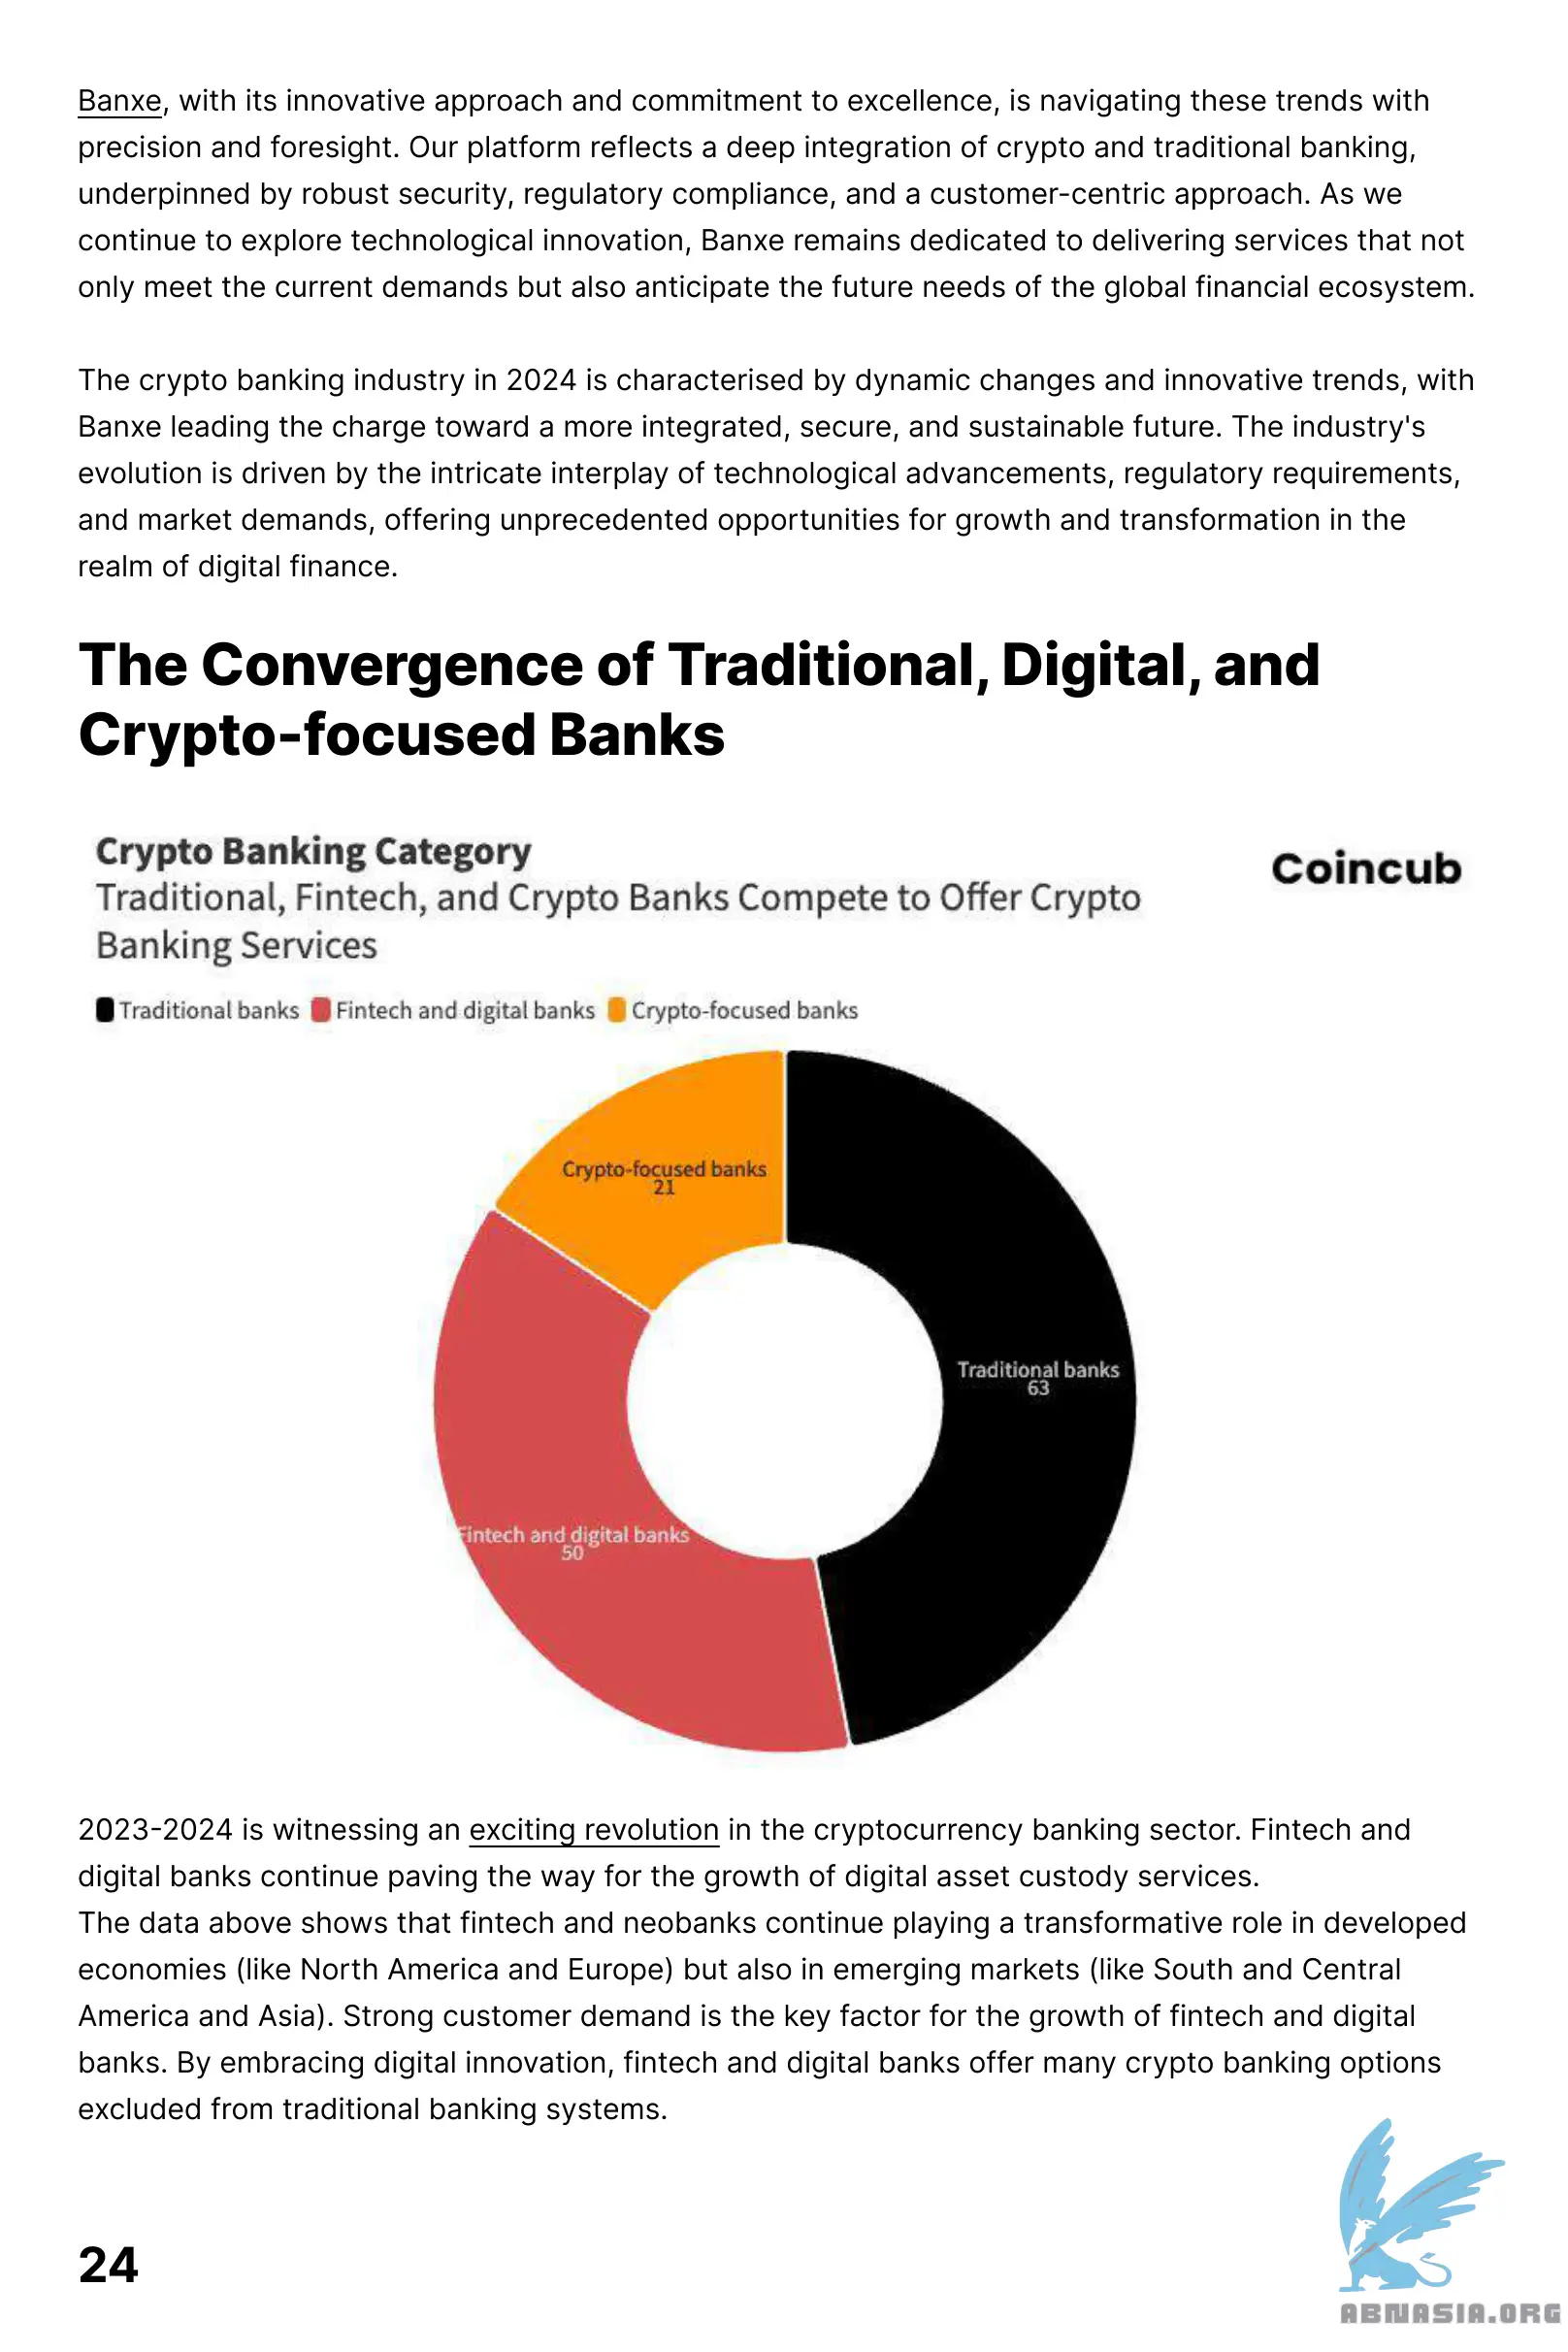 Banxe, with its innovative approach and commitment to excellence, is navigating these trends with
precision and foresight. Our platform reflects a deep integration of crypto and traditional banking,
underpinned by robust security, regulatory compliance, and a customer-centric approach. As we
continue to explore technological innovation, Banxe remains dedicated to delivering services that not
only meet the current demands but also anticipate the future needs of the global financial ecosystem.
The crypto banking industry in 2024 is characterised by dynamic changes and innovative trends, with
Banxe leading the charge toward a more integrated, secure, and sustainable future. The industry's
evolution is driven by the intricate interplay of technological advancements, regulatory requirements,
and market demands, offering unprecedented opportunities for growth and transformation in the
realm of digital finance.
The Convergence of Traditional, Digital, and
Crypto-focused Banks
Crypto Banking Category
Coincub
Traditional, Fintech, and Crypto Banks Compete to Offer Crypto
Banking Services
Traditional banks Fintech and digital banks Crypto-focused banks
Crypto-focused banks
21
Traditional banks
63
Fintech and digital banks
50
2023-2024 is witnessing an exciting revolution in the cryptocurrency banking sector. Fintech and
digital banks continue paving the way for the growth of digital asset custody services.
The data above shows that fintech and neobanks continue playing a transformative role in developed
economies (like North America and Europe) but also in emerging markets (like South and Central
America and Asia). Strong customer demand is the key factor for the growth of fintech and digital
banks. By embracing digital innovation, fintech and digital banks offer many crypto banking options
excluded from traditional banking systems.
24
ABNASIA.ORG